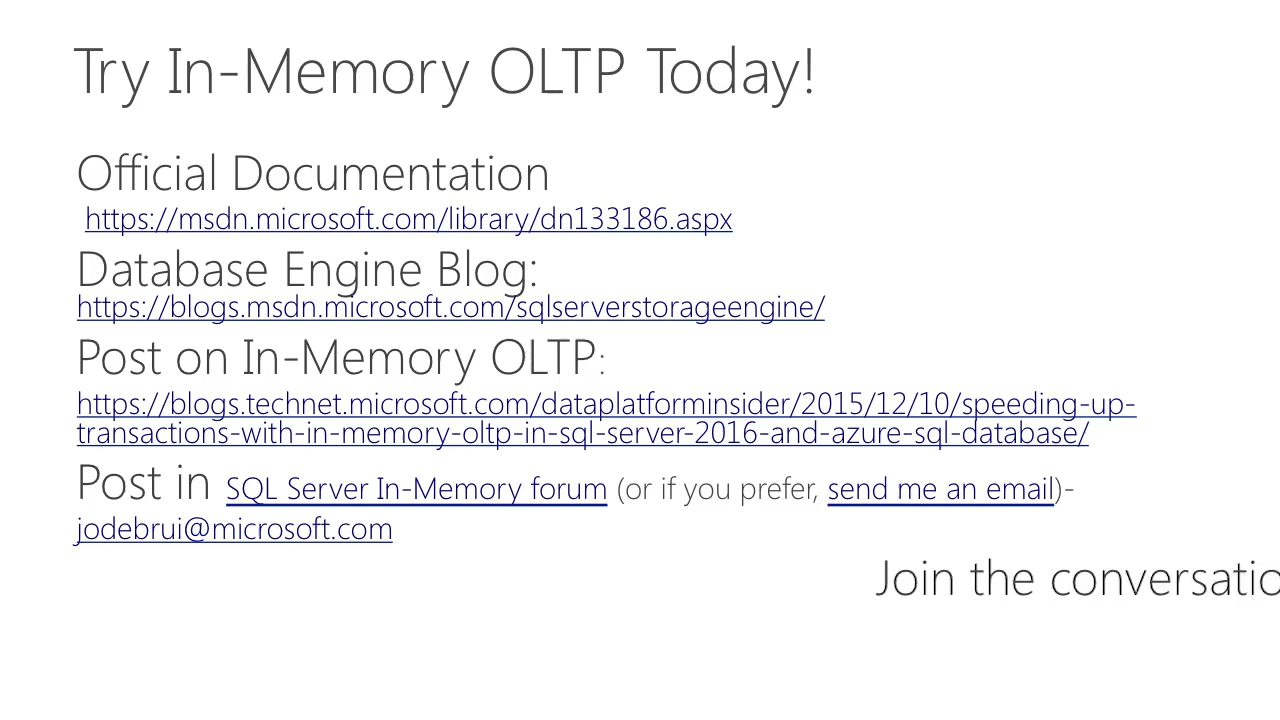 Try In-Memory OLTP Today!
Official Documentation
https://msdn.microsoft.com/library/dn133186.aspx
Database Engine Blog:
https://blogs.msdn.microsoft.com/sqlserverstorageengine/
Post on In-Memory OLTP:
https://blogs.technet.microsoft.com/dataplatforminsider/2015/12/10/speeding-up-
transactions-with-in-memory-oltp-in-sql-server-2016-and-azure-sql-database/
Post in SQL Server In-Memory forum (or if you prefer, send me an email)-
jodebrui@microsoft.com
Join the conversatio